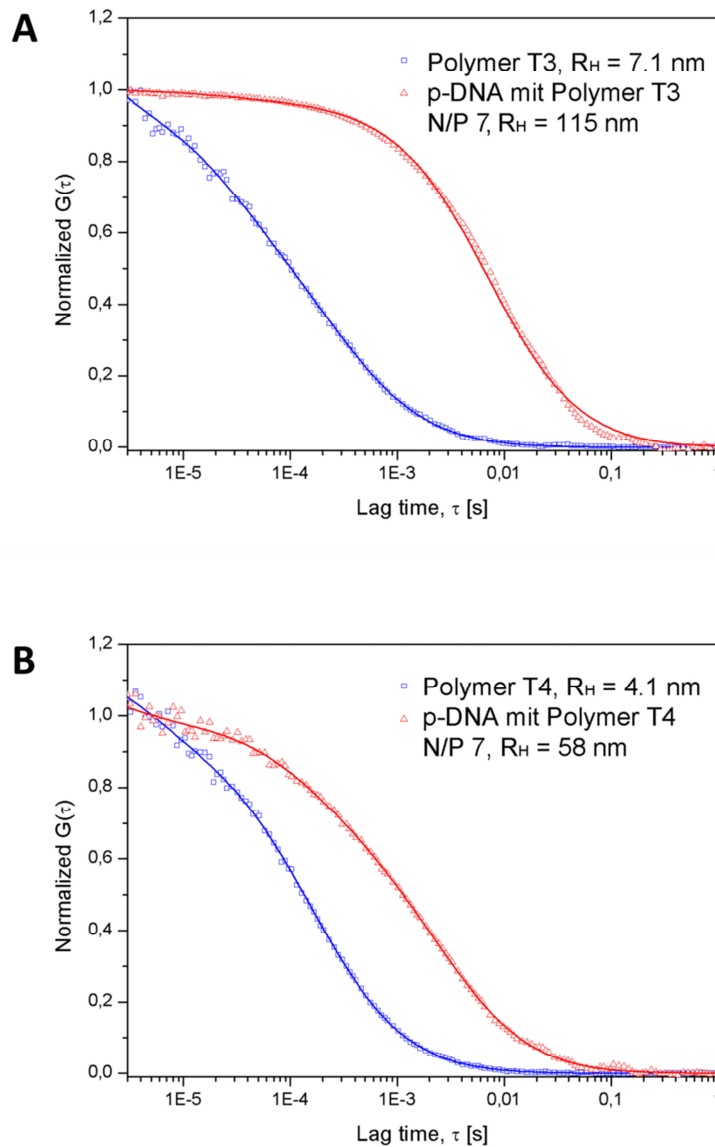 A
1,2
1,0
0,8
0,6
0,4
0,2
0,0
Normalized G(τ)
Polymer T3, RH = 7.1 nm
p-DNA mit Polymer T3
N/P 7, RH = 115 nm
1E-5 1E-4 1E-3 0,01 0,1 1
Lag time, τ [s]
B
1,2
1,0
0,8
0,6
0,4
0,2
0,0
Normalized G(τ)
Polymer T4, RH = 4.1 nm
p-DNA mit Polymer T4
N/P 7, RH = 58 nm
1E-5 1E-4 1E-3 0,01 0,1 1
Lag time, τ [s]